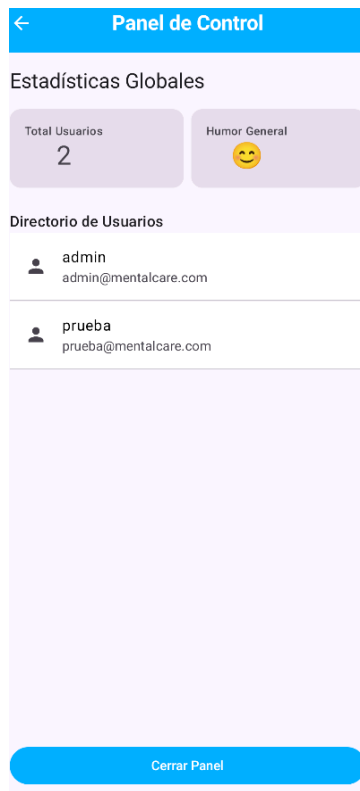 Panel de Control
Estadísticas Globales
Total Usuarios
2
Humor General
😊
Directorio de Usuarios
admin
admin@mentalcare.com
prueba
prueba@mentalcare.com
Cerrar Panel